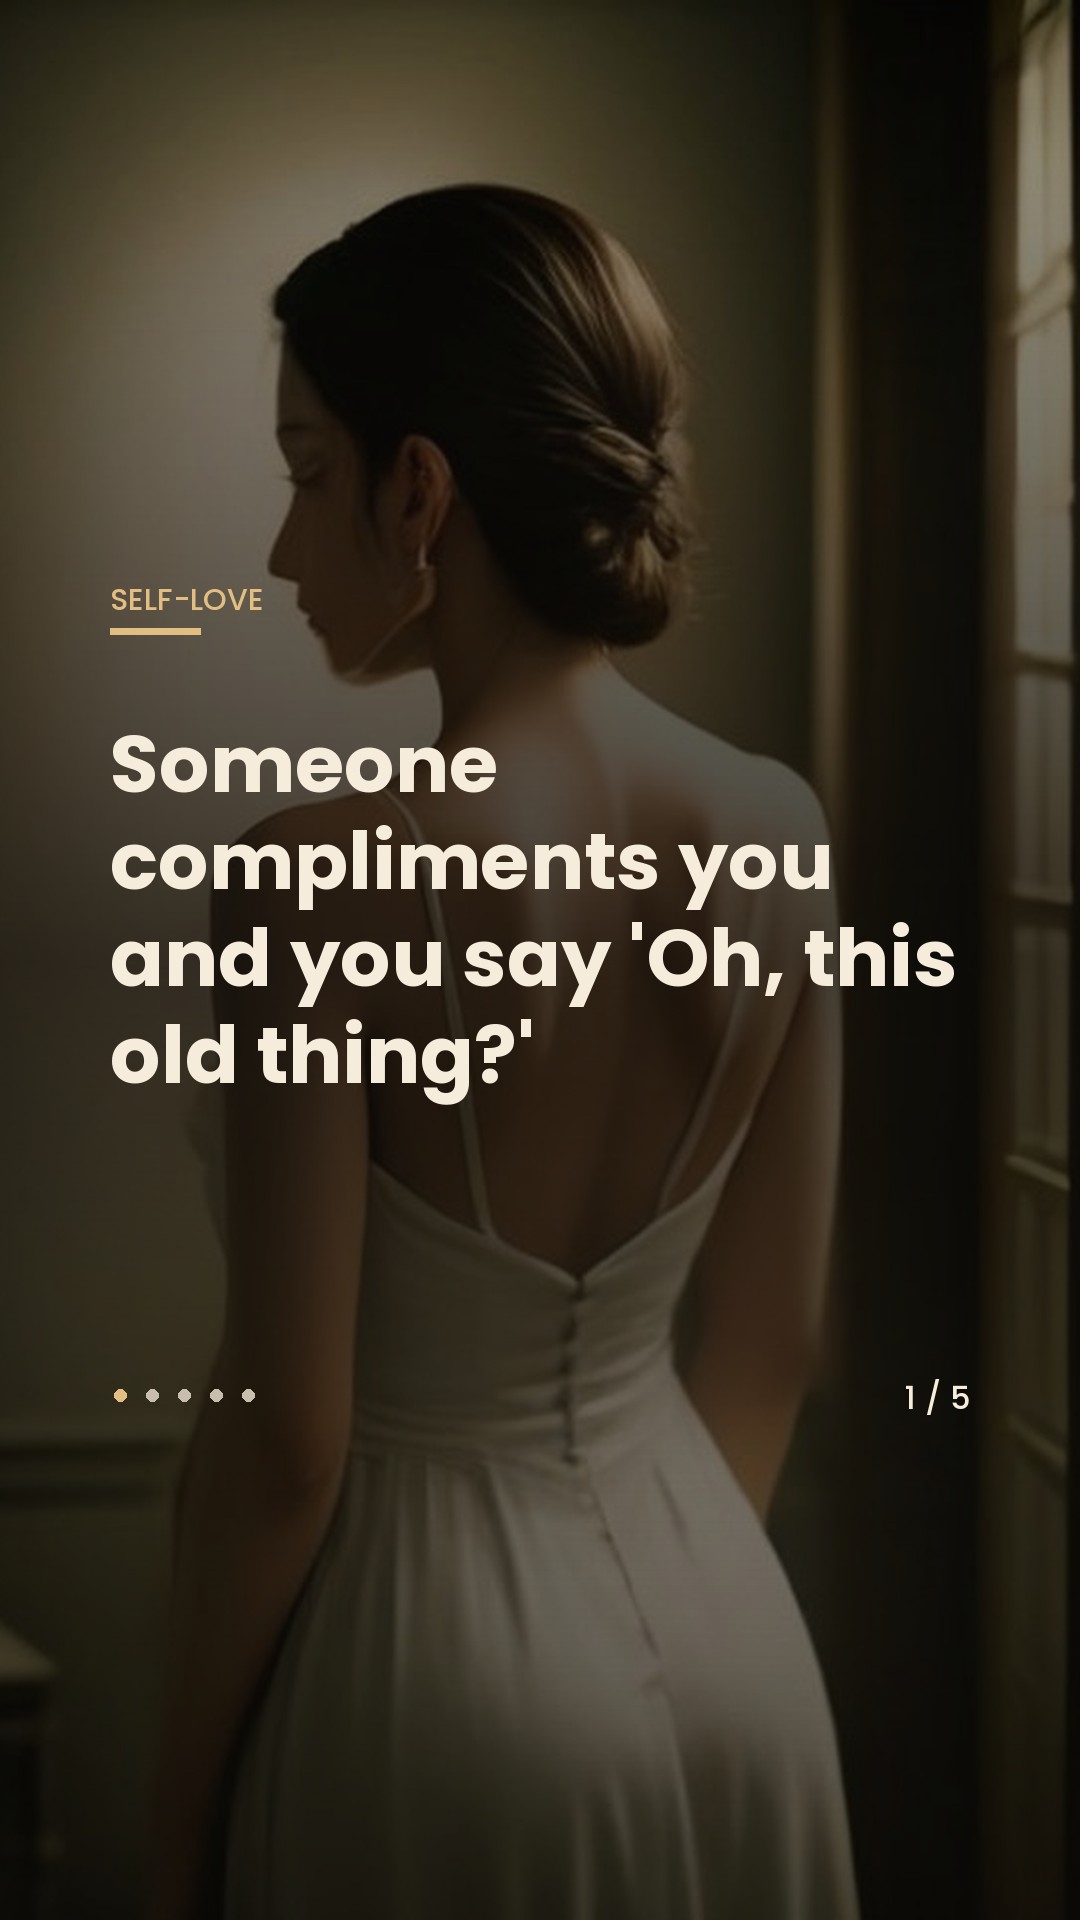 SELF-LOVE
Someone
compliments you
and you say 'Oh, this
old thing?'
1 / 5